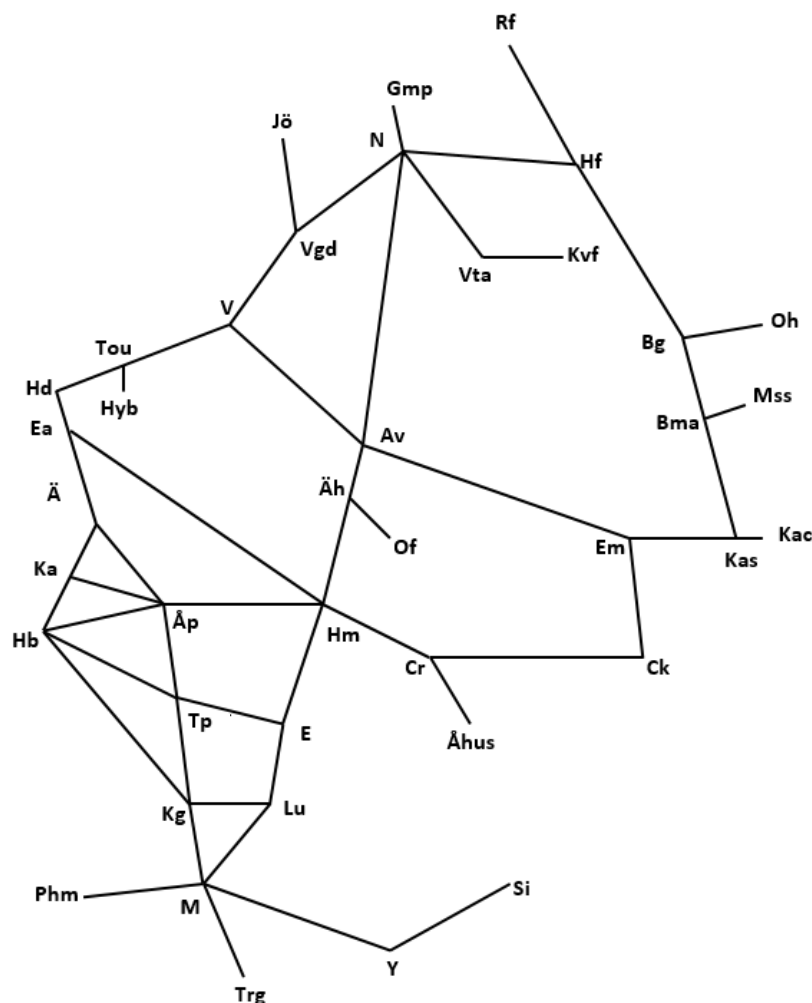 Rf
Gmp
Jö
N
Hf
Vgd
Vta
Kvf
V
Oh
Bg
Tou
Hd
Hyb
Mss
Bma
Ea
Av
Äh
Ä
Of
Em
Kac
Kas
Ka
Hb
Åp
Hm
Cr
Ck
Tp
E
Åhus
Kg
Lu
Phm
M
Si
Y
Trg